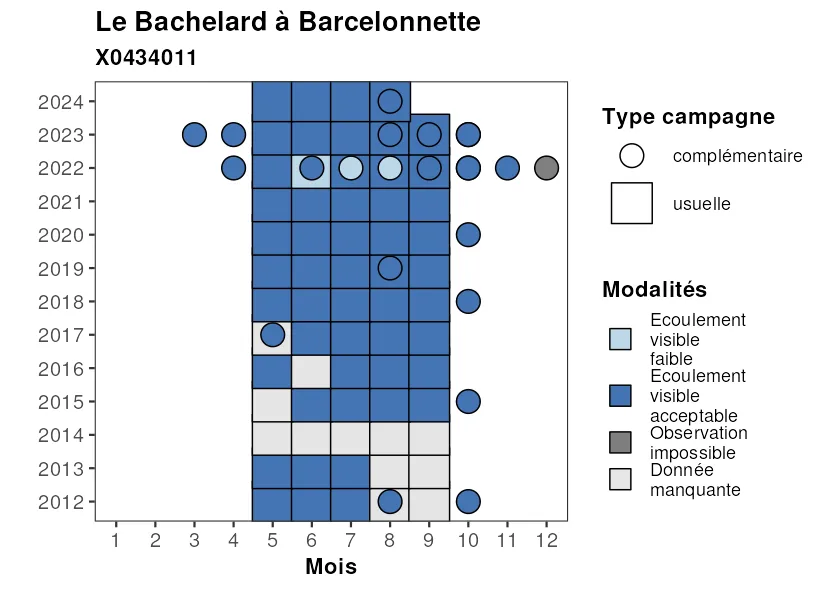 Le Bachelard à Barcelonnette
X0434011
2024
2023
2022
2021
2020
2019
2018
2017
2016
2015
2014
2013
2012
1 2 3 4 5 6 7 8 9 10 11 12
Mois
Type campagne
complémentaire
usuelle
Modalités
Ecoulement
visible
faible
Ecoulement
visible
acceptable
Observation
impossible
Donnée
manquante